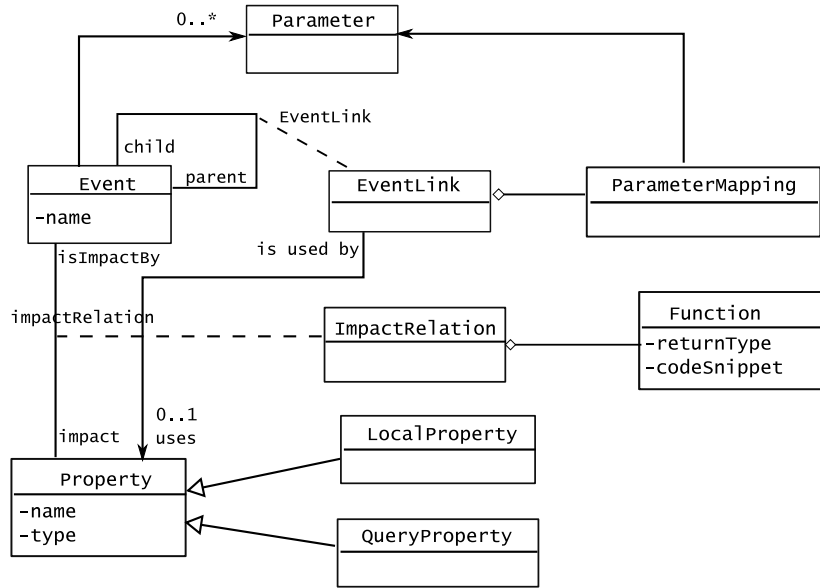 0..*
Parameter
EventLink
child
Event
parent
EventLink
ParameterMapping
-name
is used by
isImpactBy
impactRelation
ImpactRelation
Function
-returnType
-codeSnippet
0..1
uses
impact
LocalProperty
Property
-name
-type
QueryProperty